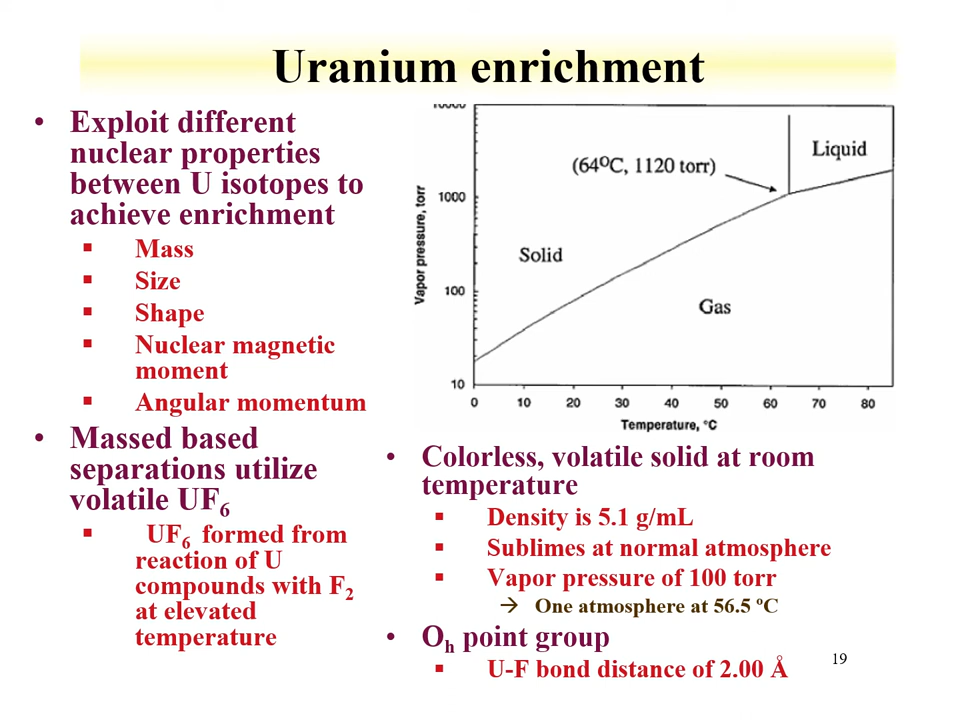 Uranium enrichment
• Exploit different
nuclear properties
between U isotopes to
achieve enrichment
▪ Mass
▪ Size
▪ Shape
▪ Nuclear magnetic
moment
▪ Angular momentum
• Massed based
separations utilize
volatile UF6
▪ UF6 formed from
reaction of U
compounds with F2
at elevated
temperature
10000
1000
100
10
Vapor pressure, torr
(64°C, 1120 torr)
Liquid
Solid
Gas
0 10 20 30 40 50 60 70 80
Temperature, °C
• Colorless, volatile solid at room
temperature
▪ Density is 5.1 g/mL
▪ Sublimes at normal atmosphere
▪ Vapor pressure of 100 torr
→ One atmosphere at 56.5 ºC
• Oh point group
▪ U-F bond distance of 2.00 Å
19